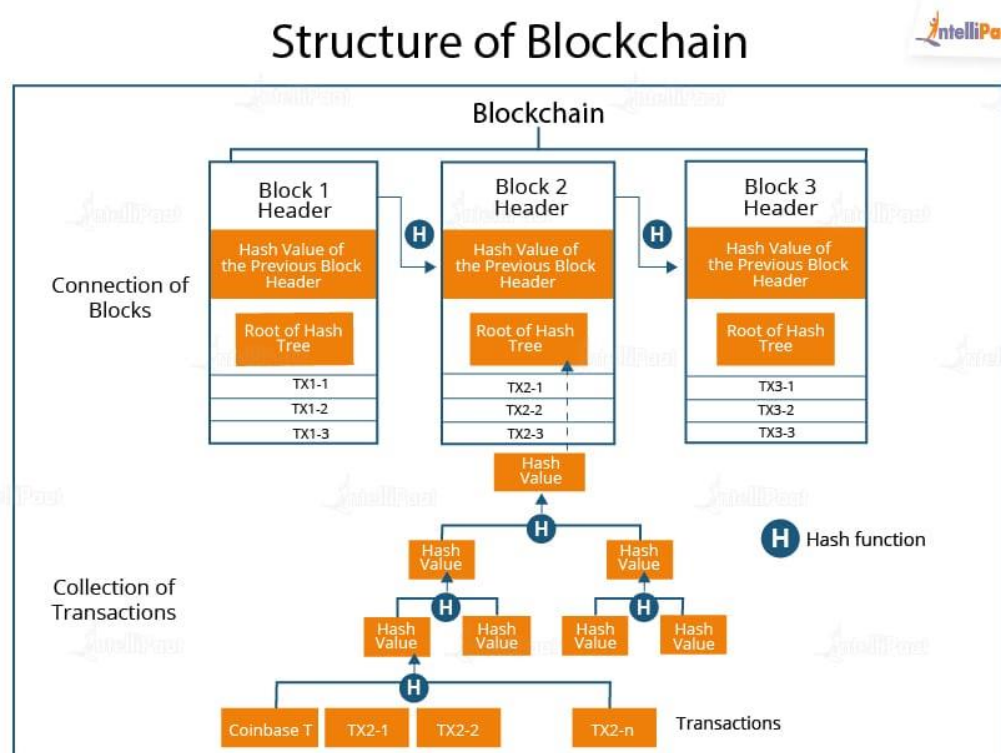 Structure of Blockchain
IntelliPa
Blockchain
Block 1
Header
Hash Value of
the Previous Block
Header
Root of Hash
Tree
TX1-1
TX1-2
TX1-3
H
Block 2
Header
Hash Value of
the Previous Block
Header
Root of Hash
Tree
TX2-1
TX2-2
TX2-3
H
Block 3
Header
Hash Value of
the Previous Block
Header
Root of Hash
Tree
TX3-1
TX3-2
TX3-3
Connection of
Blocks
Hash
Value
H
Hash
Value
Hash
Value
H
Hash function
H
H
Collection of
Transactions
Hash
Value
Hash
Value
Hash
Value
Hash
Value
H
Coinbase T
TX2-1
TX2-2
TX2-n
Transactions